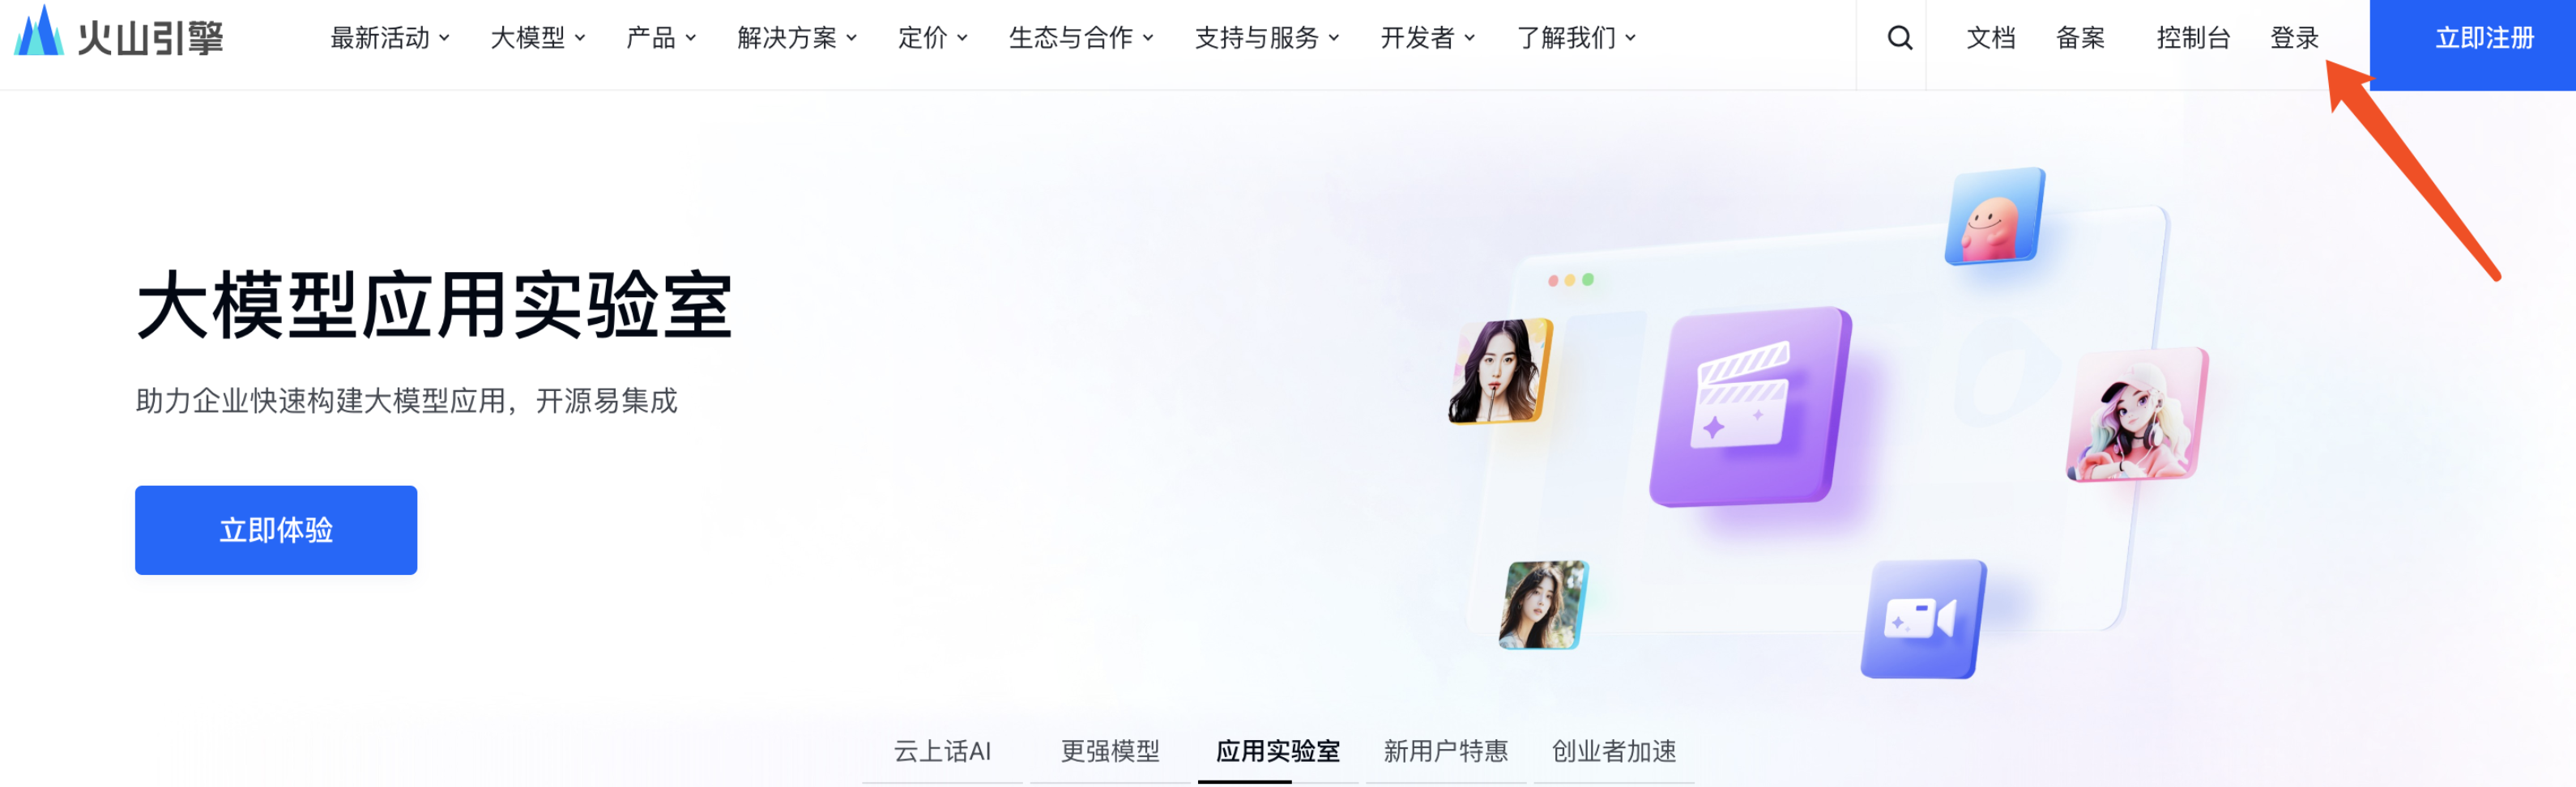 火山引擎 最新活动 大模型 产品 解决方案 定价 生态与合作 支持与服务 开发者 了解我们 文档 备案 控制台 登录 立即注册
大模型应用实验室
助力企业快速构建大模型应用，开源易集成
立即体验
云上话AI 更强模型 应用实验室 新用户特惠 创业者加速